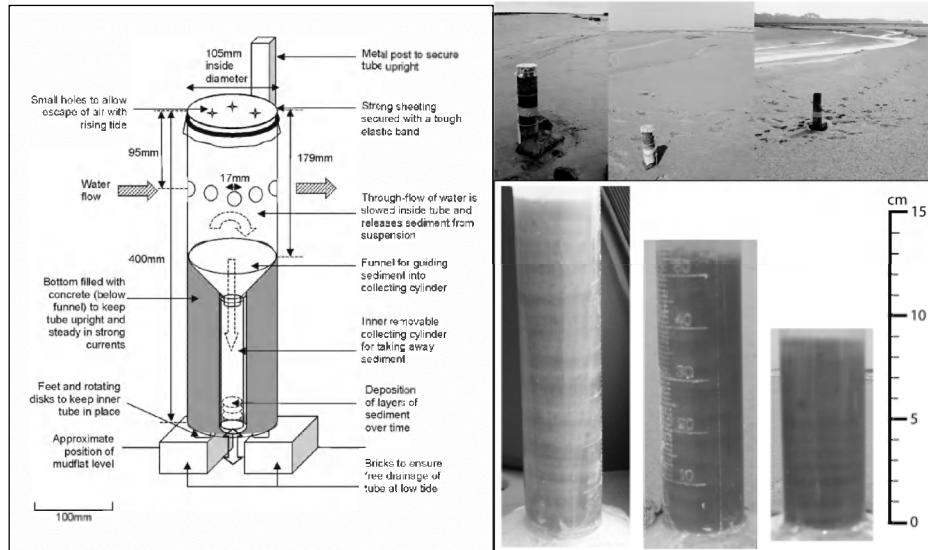 105mm
inside
diameter
Metal post to secure
tube upright
Small holes to allow
escape of air with
rising tide
Strong sheeting
secured with a tough
elastic band
95mm
179mm
17mm
Water
flow
Through-flow of water is
slowed inside tube and
releases sediment from
suspension
400mm
Funnel for guiding
sediment into
collecting cylinder
Bottom filled with
concrete (below
funnel) to keep
tube upright and
steady in strong
currents
Inner removable
collecting cylinder
for taking away
sediment
Feet and rotating
disks to keep inner
tube in place
Deposition
of layers of
sediment
over time
Approximate
position of
mudflat level
Bricks to ensure
free drainage of
tube at low tide
100mm
cm
15
10
5
0
40
30
20
10